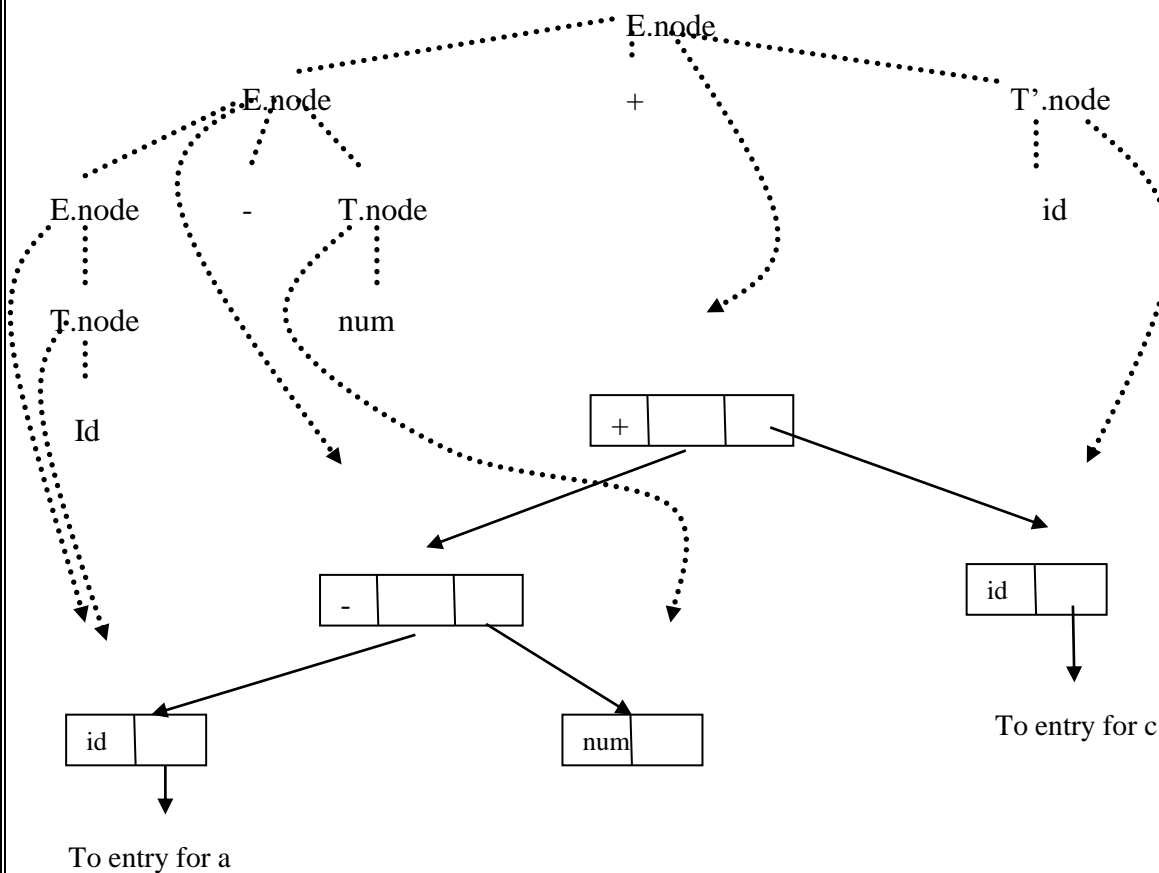 E.node
E.node + T’.node
E.node - T.node id
T.node num
Id
+
- id
id num To entry for c
To entry for a